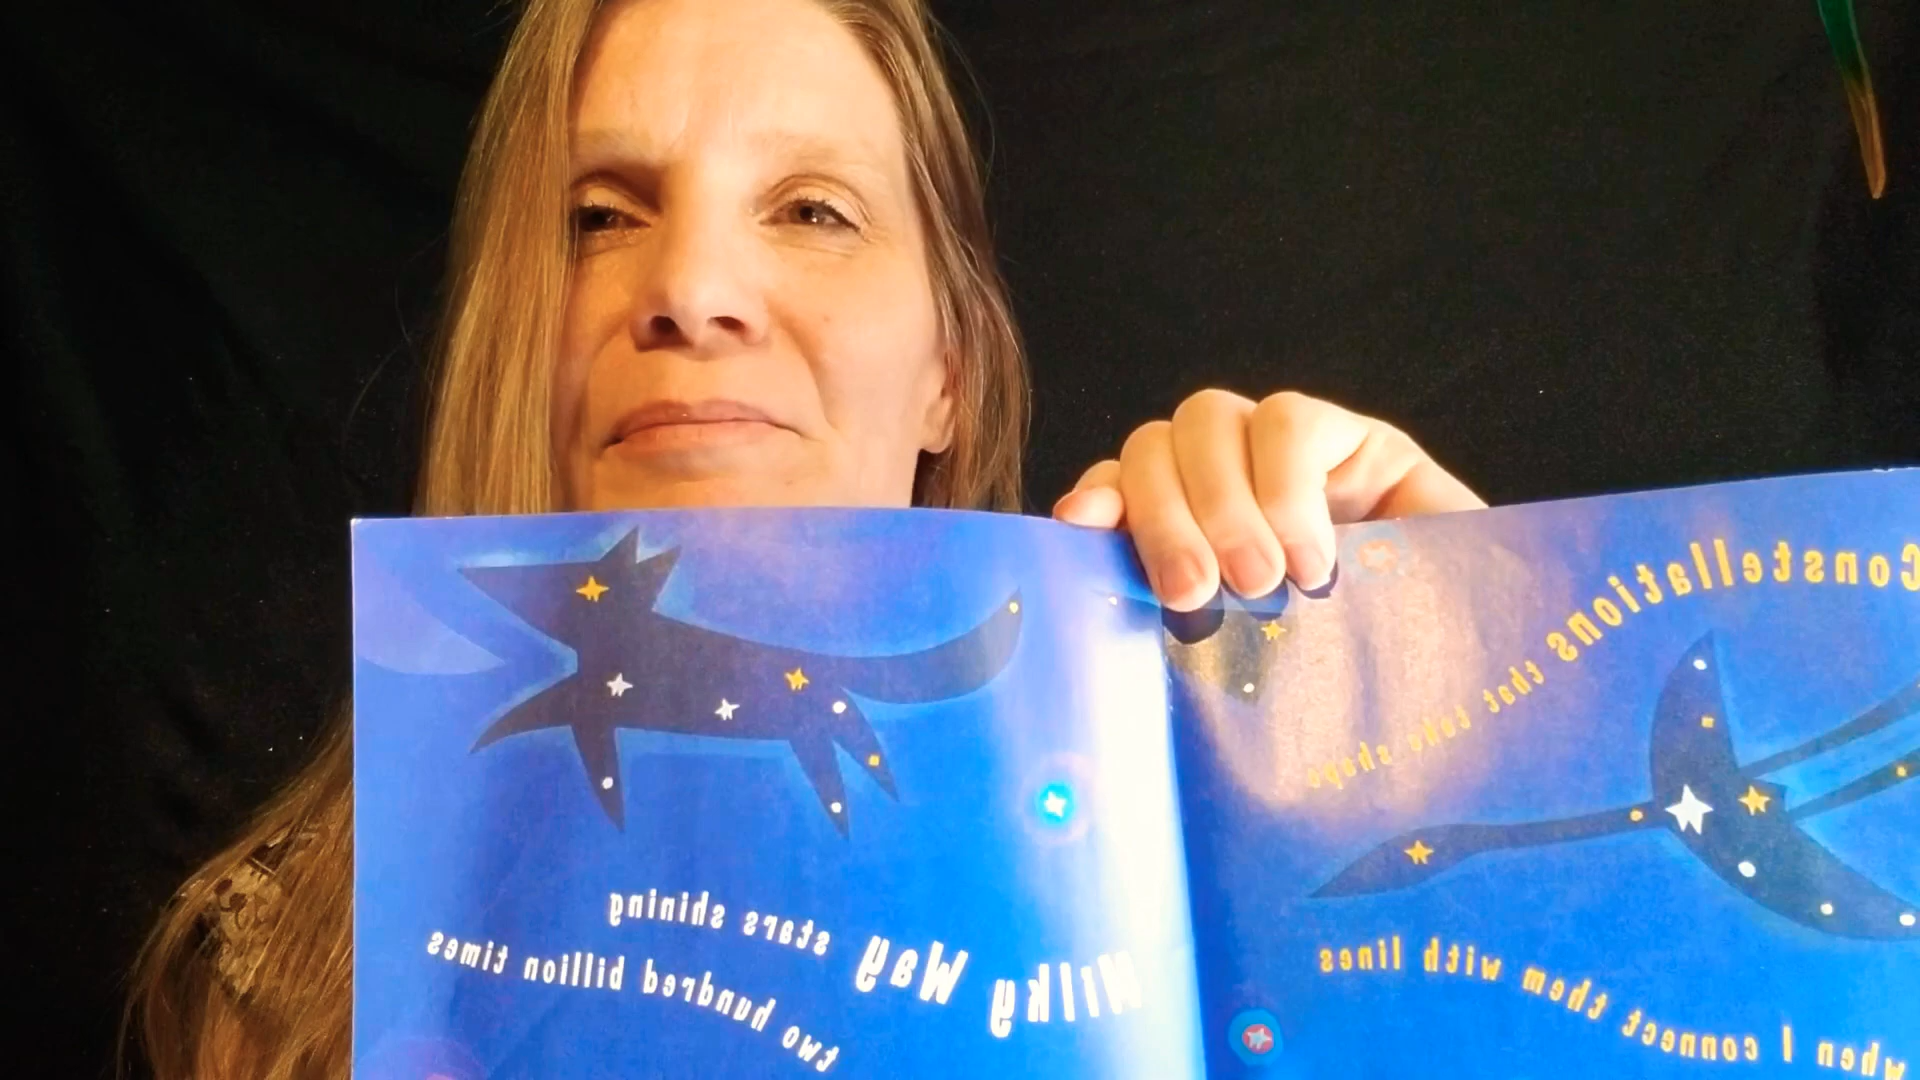 Constellations that take shape
when I connect them with lines
Milky Way stars shining
two hundred billion times